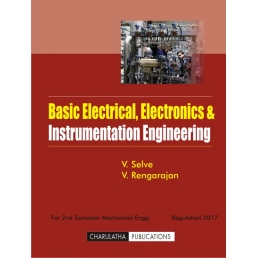 Basic Electrical, Electronics &
Instrumentation Engineering
V. Selve
V. Rengarajan
For 2nd Semester Mechanical Engg. Regulation 2017
CHARULATHA PUBLICATIONS